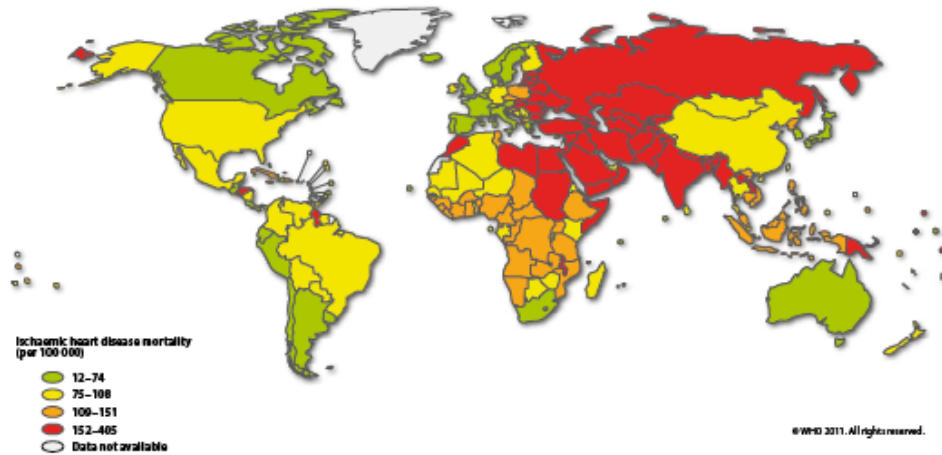 Ischaemic heart disease mortality
(per 100 000)
12–74
75–108
109–151
152–405
Data not available
©WHO 2011. All rights reserved.